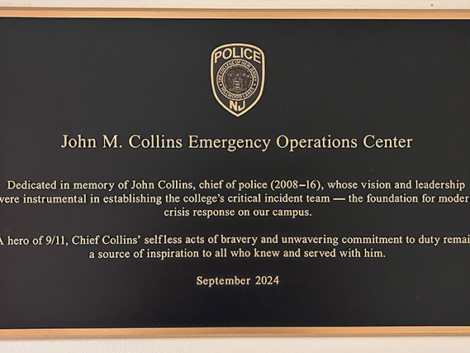 POLICE
NJ
John M. Collins Emergency Operations Center
Dedicated in memory of John Collins, chief of police (2008–16), whose vision and leadership
were instrumental in establishing the college's critical incident team — the foundation for moder
crisis response on our campus.
A hero of 9/11, Chief Collins' selfless acts of bravery and unwavering commitment to duty remai
a source of inspiration to all who knew and served with him.
September 2024